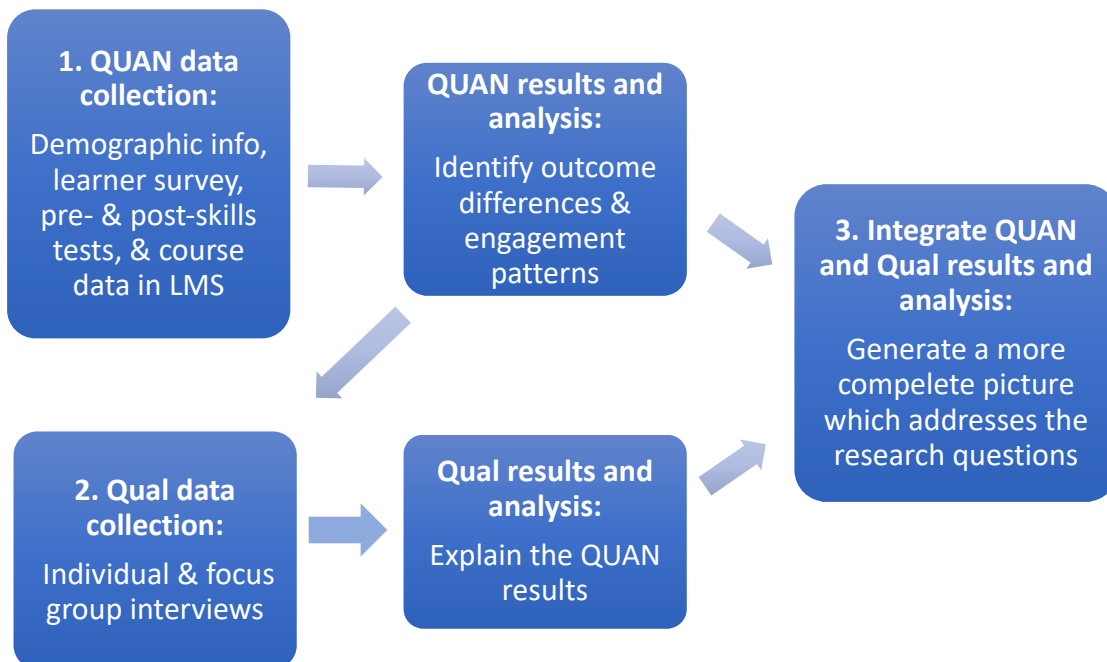 1. QUAN data
collection:
Demographic info,
learner survey,
pre- & post-skills
tests, & course
data in LMS
QUAN results and
analysis:
Identify outcome
differences &
engagement
patterns
2. Qual data
collection:
Individual & focus
group interviews
Qual results and
analysis:
Explain the QUAN
results
3. Integrate QUAN
and Qual results and
analysis:
Generate a more
compelete picture
which addresses the
research questions